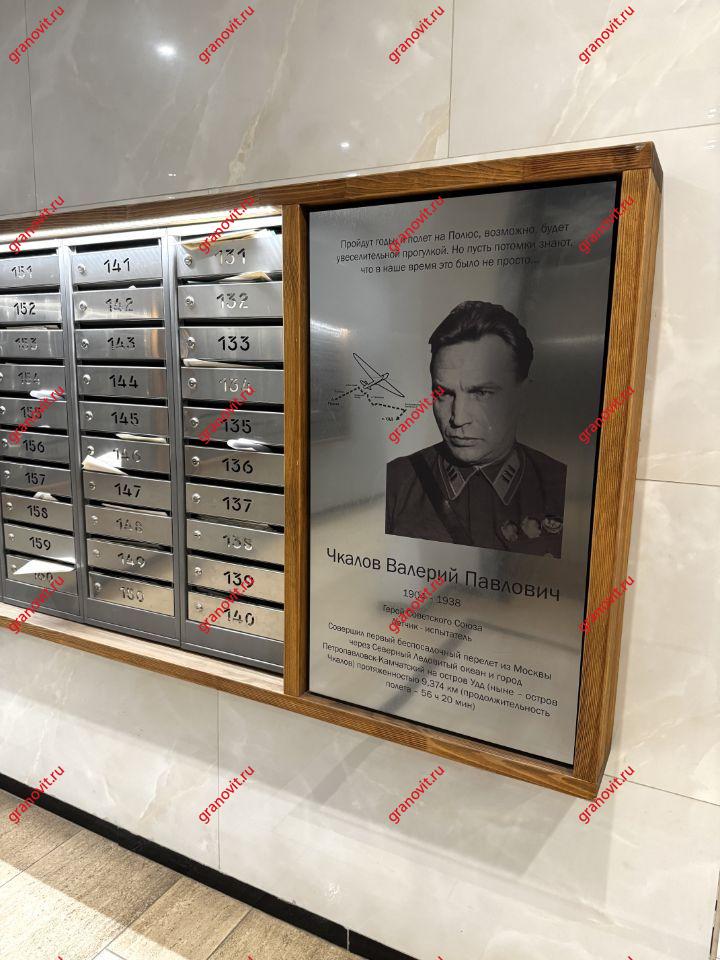 Пройдут годы, и полет на Полюс, возможно, будет
увеселительной прогулкой. Но пусть потомки знают,
что в наше время это было не просто...
Чкалов Валерий Павлович
1938
Герой Советского Союза
летчик - испытатель
Совершил первый беспосадочный перелет из Москвы
через Северный Ледовитый океан и город
Петропавловск-Камчатский на остров Удд (ныне – остров
Чкалов) протяженностью 9,374 км (продолжительность
полета – 56 ч 20 мин)
151
152
153
154
155
156
157
158
159
141
142
143
144
145
146
147
148
149
150
131
132
133
134
135
136
137
138
139
140
granovit.ru